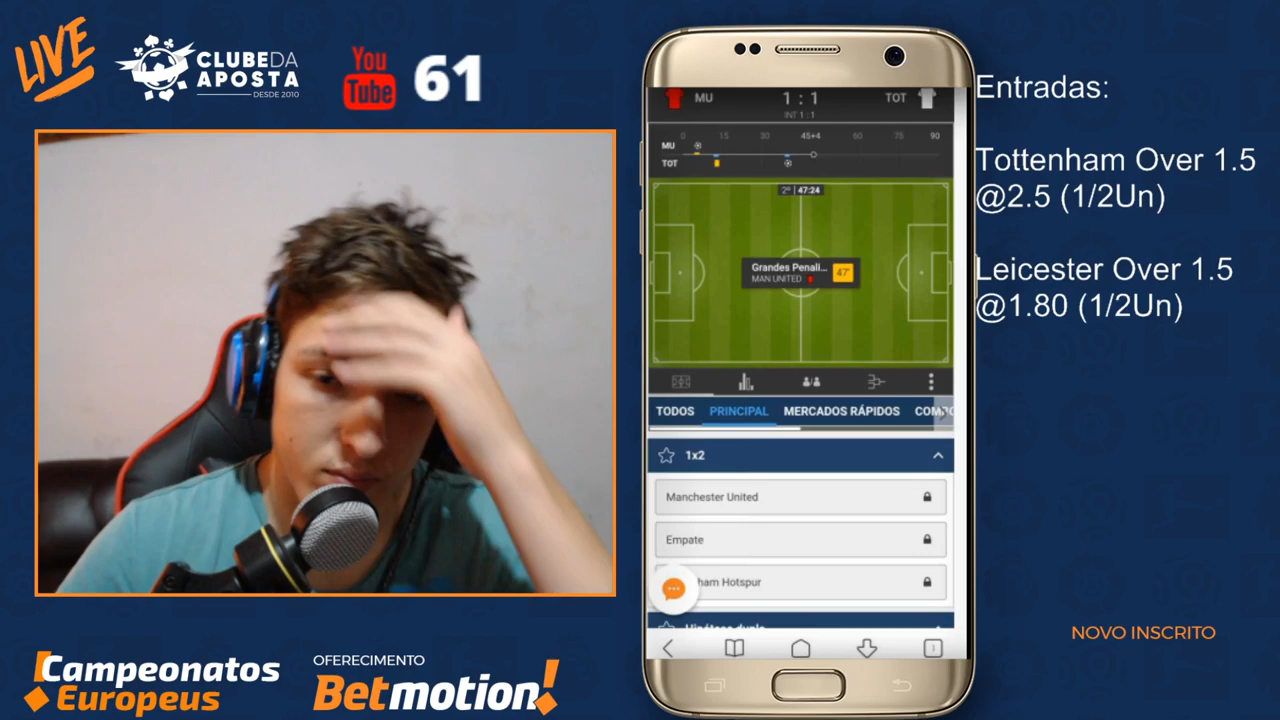 LIVE
CLUBEDA
APOSTA
DESDE 2010
You
Tube
61
MU
1 : 1
TOT
INT 1 : 1
0 15 30 45+4 60 75 90
MU
TOT
2º | 47:24
Grandes Penali...
MAN UNITED
47'
TODOS PRINCIPAL MERCADOS RÁPIDOS
1x2
Manchester United
Empate
ham Hotspur
1
Entradas:
Tottenham Over 1.5
@2.5 (1/2Un)
Leicester Over 1.5
@1.80 (1/2Un)
NOVO INSCRITO
Campeonatos
Europeus
OFERECIMENTO
Betmotion!